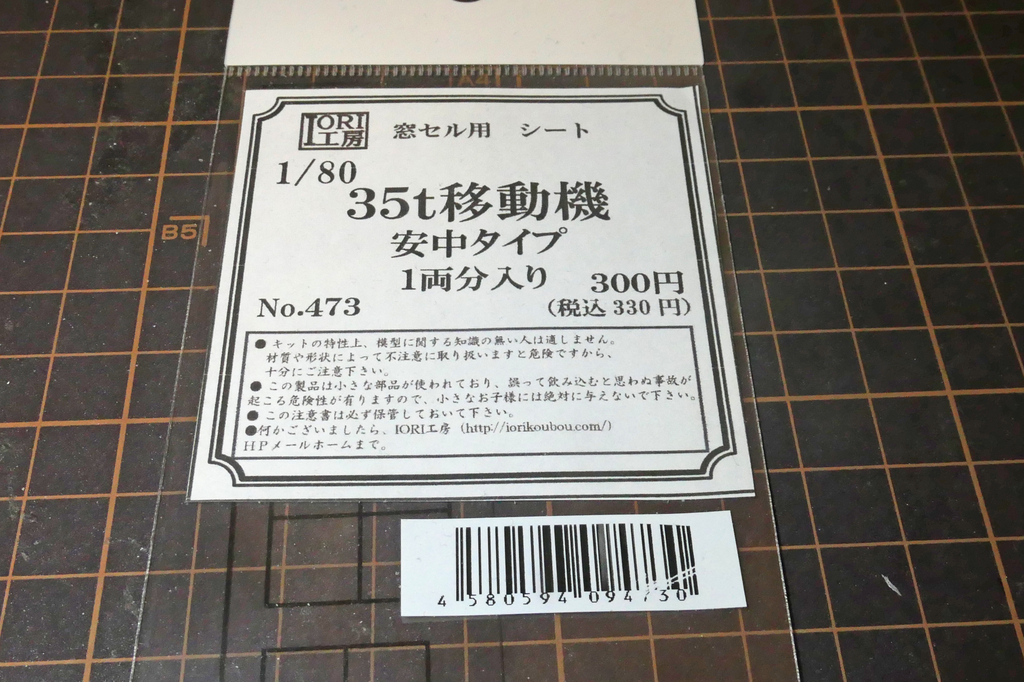 IORI工房 窓セル用 シート
1/80
35t移動機
安中タイプ
1両分入り 300円
No.473 (税込 330 円)
● キットの特性上、模型に関する知識の無い人は適しません。
材質や形状によって不注意に取り扱いますと危険ですから、
十分にご注意下さい。
● この製品は小さな部品が使われており、誤って飲み込むと思わぬ事故が
起こる危険性が有りますので、小さなお子様には絶対に与えないで下さい。
● この注意書は必ず保管しておいて下さい。
●何かございましたら、IORI工房 (http://iorikoubou.com/)
HPメールホームまで。
B5
4 580594 094730